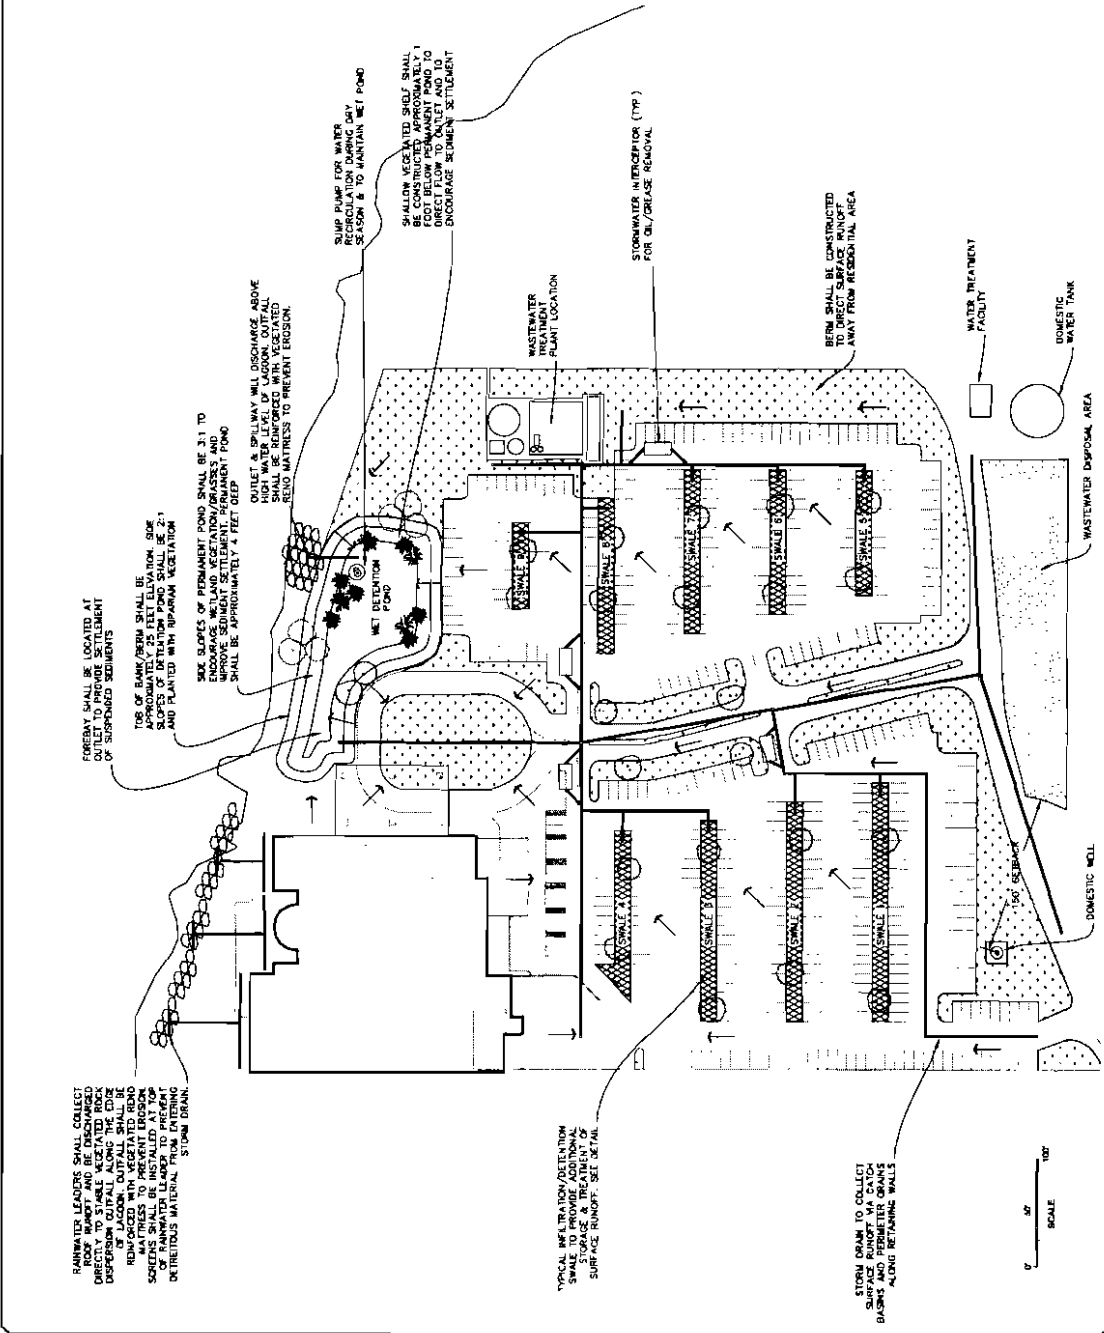 FOREBAY SHALL BE LOCATED AT
OUTLET TO PROVIDE SETTLEMENT
OF SUSPENDED SEDIMENTS
TOB OF BANK/BERM SHALL BE
APPROXIMATELY 25 FEET ELEVATION. SIDE
SLOPES OF DETENTION POND SHALL BE 2:1
AND PLANTED WITH RIPARIAN VEGETATION
SIDE SLOPES OF PERMANENT POND SHALL BE 3:1 TO
ENCOURAGE WETLAND VEGETATION/GRASSES AND
IMPROVE SEDIMENT SETTLEMENT. PERMANENT POND
SHALL BE APPROXIMATELY 4 FEET DEEP
OUTLET & SPILLWAY WILL DISCHARGE ABOVE
HIGH WATER LEVEL OF LAGOON. OUTFALL
SHALL BE REINFORCED WITH VEGETATED
RENO MATTRESS TO PREVENT EROSION.
SUMP PUMP FOR WATER
RECIRCULATION DURING DRY
SEASON & TO MAINTAIN WET POND
SHALLOW VEGETATED SHELF SHALL
BE CONSTRUCTED APPROXIMATELY 1
FOOT BELOW PERMANENT POND TO
DIRECT FLOW TO OUTLET AND TO
ENCOURAGE SEDIMENT SETTLEMENT
WET DETENTION
POND
WASTEWATER
TREATMENT
PLANT LOCATION
STORMWATER INTERCEPTOR (TYP)
FOR OIL/GREASE REMOVAL
BERM SHALL BE CONSTRUCTED
TO DIRECT SURFACE RUNOFF
AWAY FROM RESIDENTIAL AREA
WATER TREATMENT
FACILITY
DOMESTIC
WATER TANK
WASTEWATER DISPOSAL AREA
SWALE 8
SWALE 7
SWALE 6
SWALE 5
SWALE 4
SWALE 3
SWALE 2
150' SETBACK
DOMESTIC WELL
RAINWATER LEADERS SHALL COLLECT
ROOF RUNOFF AND BE DISCHARGED
DIRECTLY TO STABLE VEGETATED ROCK
DISPERSION OUTFALL ALONG THE EDGE
OF LAGOON. OUTFALL SHALL BE
REINFORCED WITH VEGETATED RENO
MATTRESS TO PREVENT EROSION.
SCREENS SHALL BE INSTALLED AT TOP
OF RAINWATER LEADER TO PREVENT
DETREITOUS MATERIAL FROM ENTERING
STORM DRAIN.
TYPICAL INFILTRATION/DETENTION
SWALE TO PROVIDE ADDITIONAL
STORAGE & TREATMENT OF
SURFACE RUNOFF. SEE DETAIL
STORM DRAIN TO COLLECT
SURFACE RUNOFF VIA CATCH
BASINS AND PERIMETER DRAINS
ALONG RETAINING WALLS
0' 50' 100'
SCALE